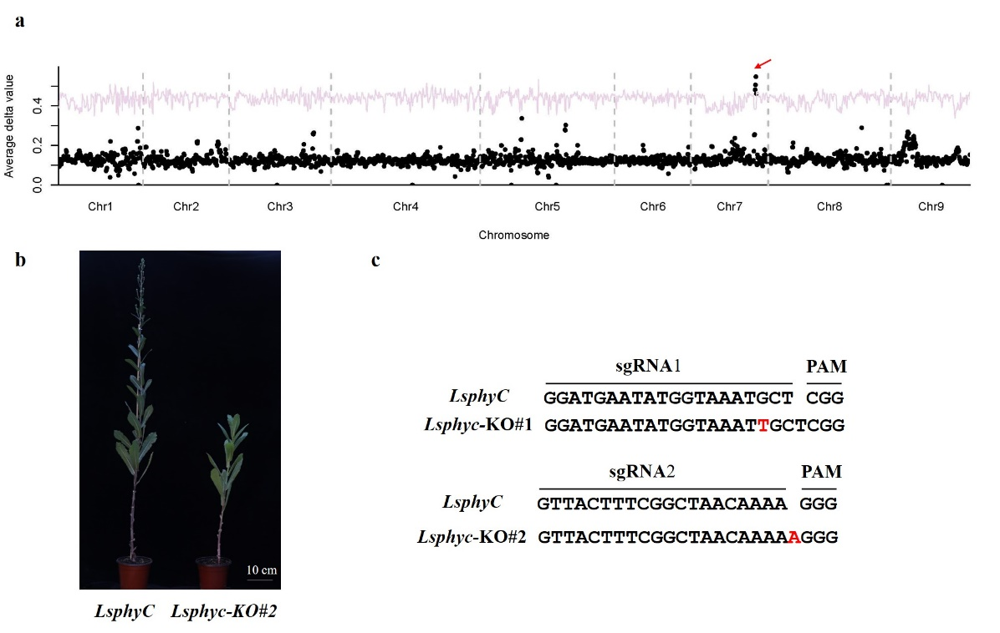 a
Average delta value
0.4
0.2
0.0
Chr1 Chr2 Chr3 Chr4 Chr5 Chr6 Chr7 Chr8 Chr9
Chromosome
b
10 cm
LsphyC Lsphyc-KO#2
c
sgRNA1 PAM
LsphyC GGATGAATATGGTAAATGCT CGG
Lsphyc-KO#1 GGATGAATATGGTAAATTGCTCGG
sgRNA2 PAM
LsphyC GTTACTTTCGGCTAACAAAA GGG
Lsphyc-KO#2 GTTACTTTCGGCTAACAAAAAGGG